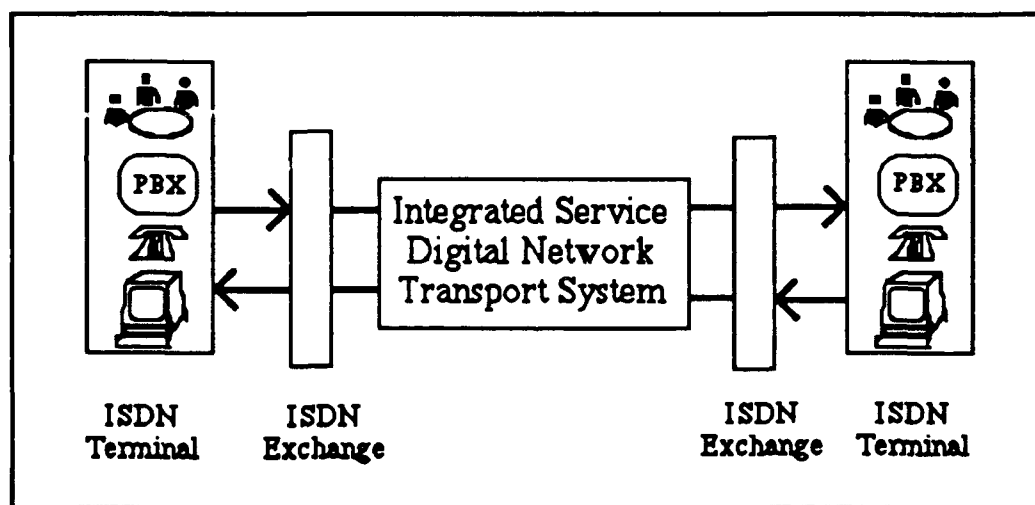 PBX
PBX
Integrated Service
Digital Network
Transport System
ISDN
Terminal
ISDN
Exchange
ISDN
Exchange
ISDN
Terminal